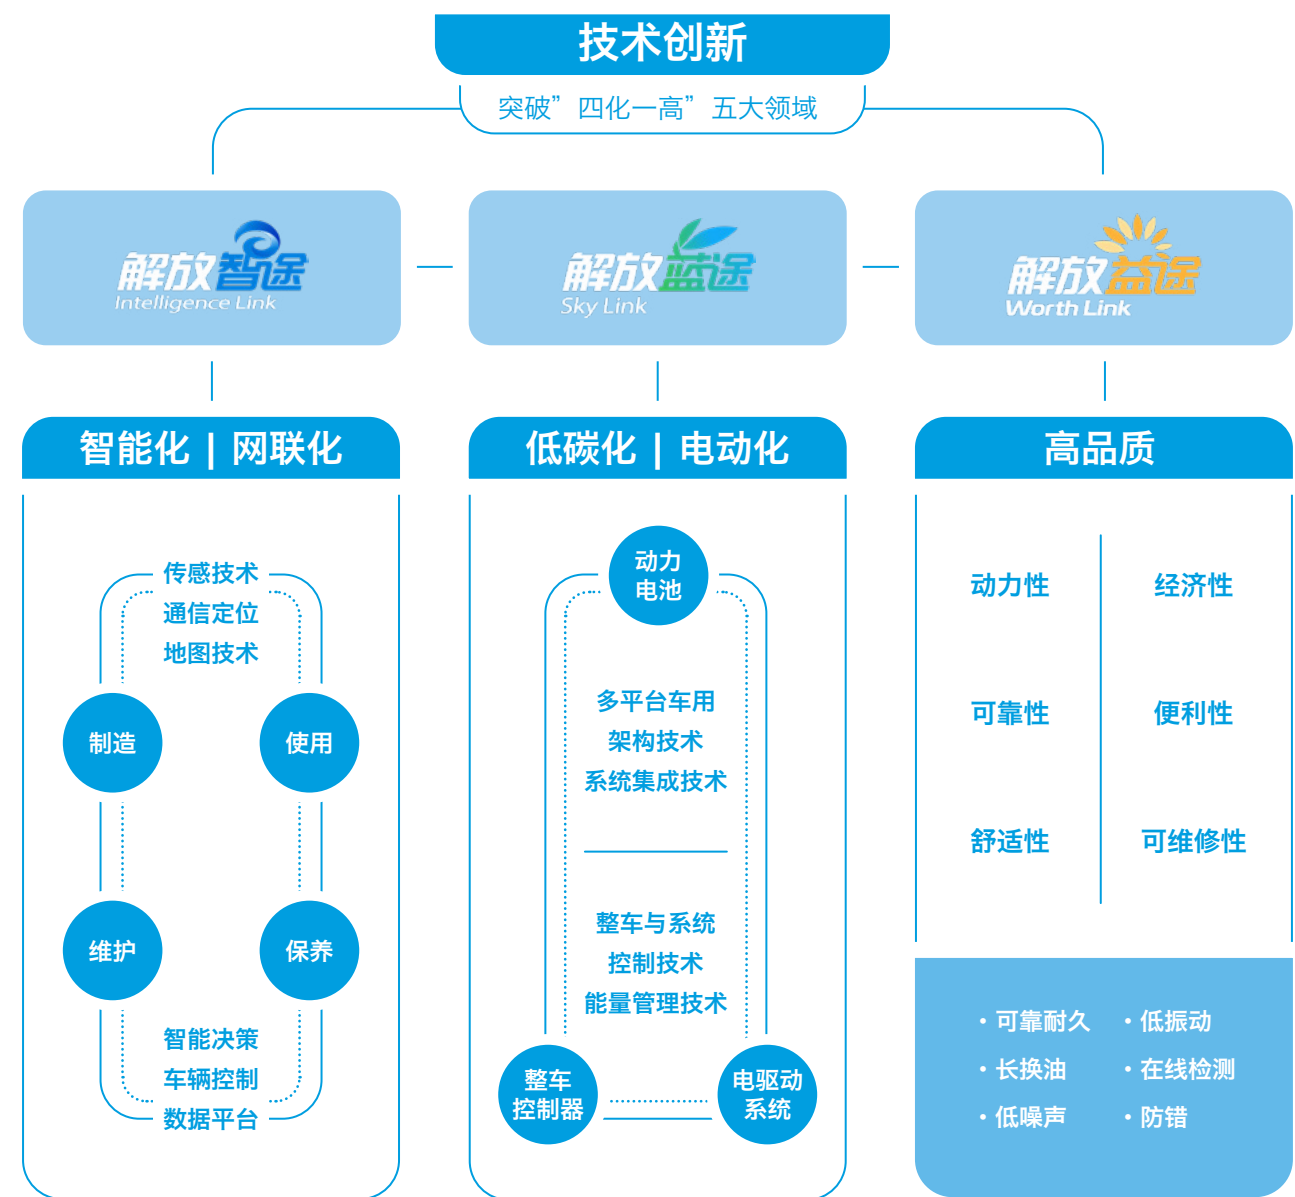 技术创新
突破”四化一高”五大领域
解放智途
Intelligence Link
解放蓝途
Sky Link
解放益途
Worth Link
智能化 | 网联化
传感技术
通信定位
地图技术
制造
使用
维护
保养
智能决策
车辆控制
数据平台
低碳化 | 电动化
动力
电池
多平台车用
架构技术
系统集成技术
整车与系统
控制技术
能量管理技术
整车
控制器
电驱动
系统
高品质
动力性
经济性
可靠性
便利性
舒适性
可维修性
· 可靠耐久
· 低振动
· 长换油
· 在线检测
· 低噪声
· 防错